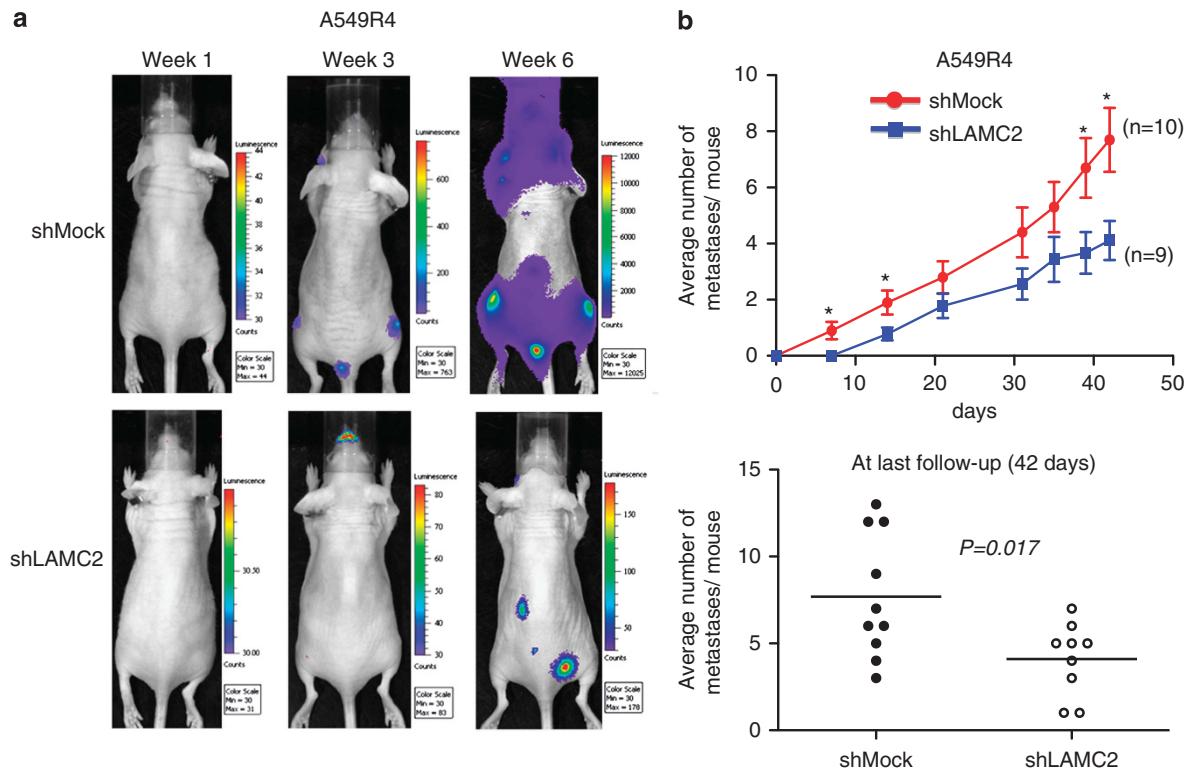 a
A549R4
Week 1
Week 3
Week 6
shMock
Luminescence
44
40
38
36
34
32
30
Counts
Color Scale
Min = 30
Max = 44
Luminescence
600
400
200
Counts
Color Scale
Min = 30
Max = 763
Luminescence
12000
10000
8000
6000
4000
2000
Counts
Color Scale
Min = 30
Max = 12025
shLAMC2
Luminescence
30.50
30.00
Counts
Color Scale
Min = 30
Max = 31
Luminescence
80
70
60
50
40
30
Counts
Color Scale
Min = 30
Max = 83
Luminescence
150
100
50
Counts
Color Scale
Min = 30
Max = 178
b
A549R4
Average number of
metastases/ mouse
10
8
6
4
2
0
shMock
shLAMC2
*
*
*
*
(n=10)
(n=9)
0
10
20
30
40
50
days
At last follow-up (42 days)
Average number of
metastases/ mouse
15
10
5
0
P=0.017
shMock
shLAMC2